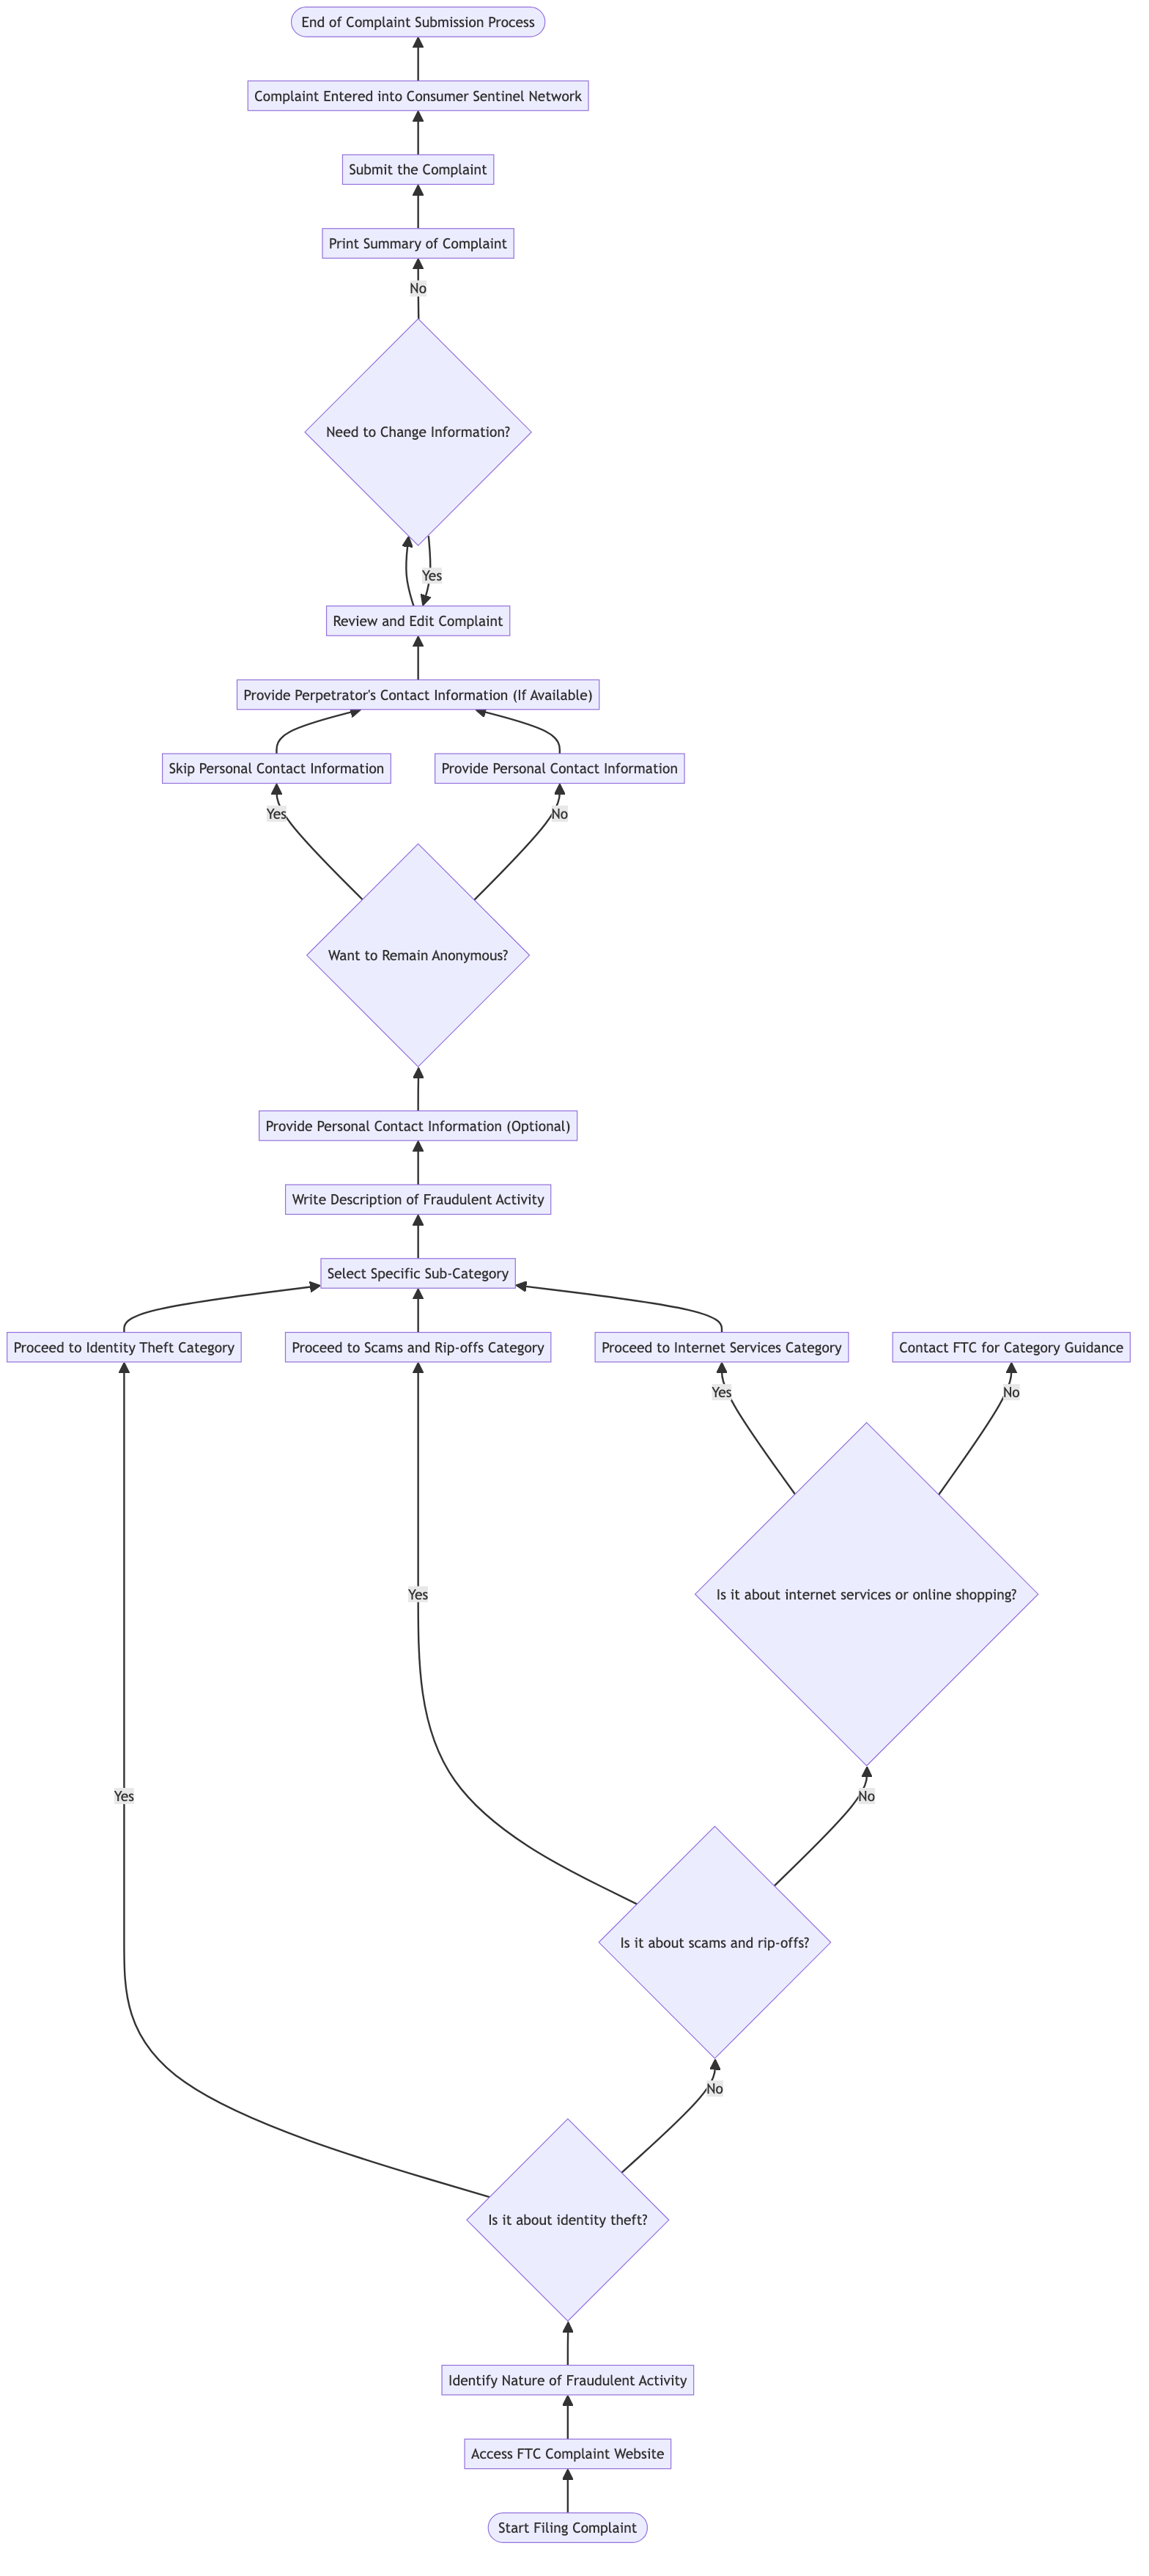 End of Complaint Submission Process
Complaint Entered into Consumer Sentinel Network
Submit the Complaint
Print Summary of Complaint
No
Need to Change Information?
Yes
Review and Edit Complaint
Provide Perpetrator's Contact Information (If Available)
Skip Personal Contact Information
Provide Personal Contact Information
Yes
No
Want to Remain Anonymous?
Provide Personal Contact Information (Optional)
Write Description of Fraudulent Activity
Select Specific Sub-Category
Proceed to Identity Theft Category
Proceed to Scams and Rip-offs Category
Proceed to Internet Services Category
Contact FTC for Category Guidance
Yes
No
Yes
Is it about internet services or online shopping?
Yes
No
Is it about scams and rip-offs?
No
Is it about identity theft?
Identify Nature of Fraudulent Activity
Access FTC Complaint Website
Start Filing Complaint